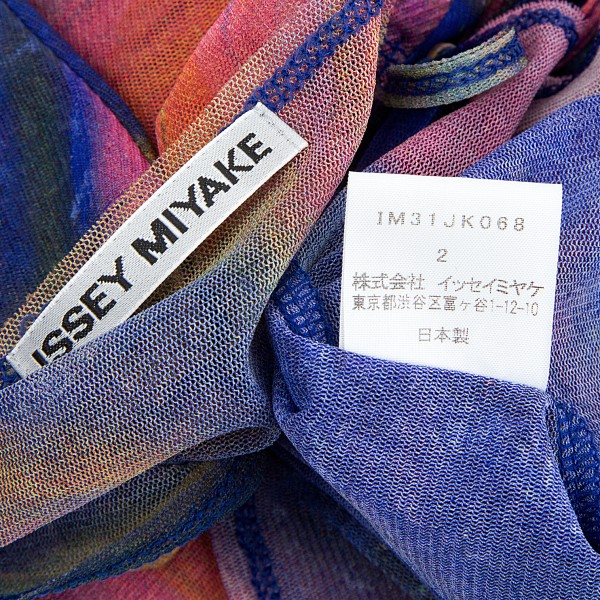 ISSEY MIYAKE
IM31JK068
2
株式会社 イッセイミヤケ
東京都渋谷区富ヶ谷1-12-10
日本製